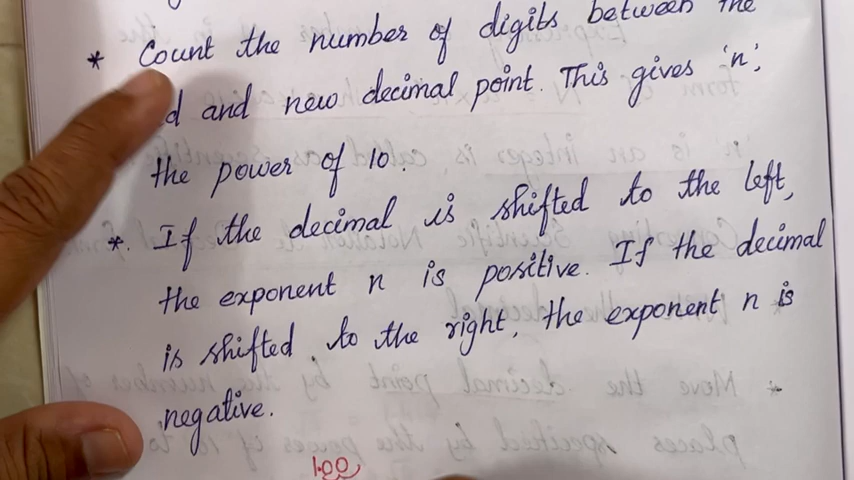 * Count the number of digits between the
d and new decimal point. This gives 'n',
the power of 10.
*. If the decimal is shifted to the left,
the exponent n is positive. If the decimal
is shifted to the right, the exponent n is
negative.
1.00